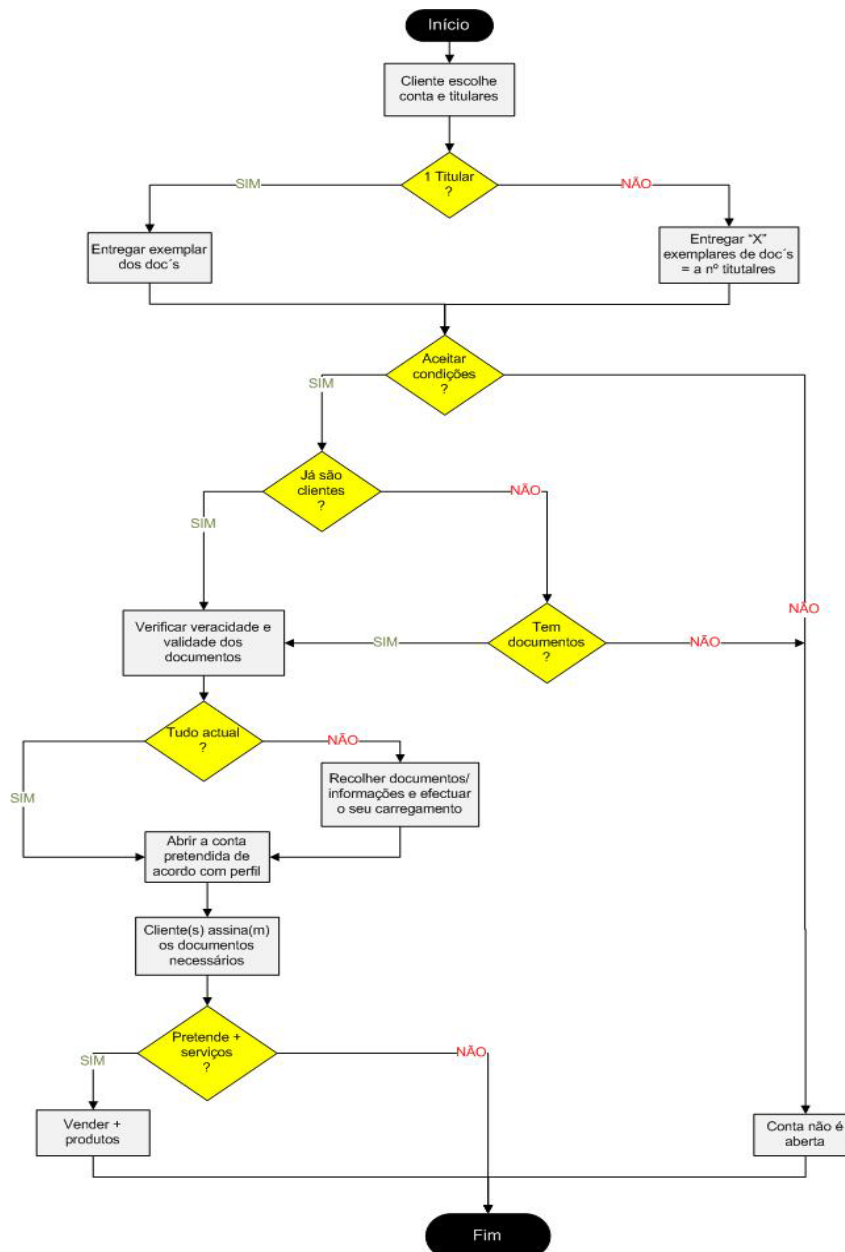 Início
Cliente escolhe
conta e titulares
1 Titular
?
SIM
NÃO
Entregar exemplar
dos doc´s
Entregar “X”
exemplares de doc´s
= a nº titutalres
Aceitar
condições
?
SIM
Já são
clientes
?
NÃO
SIM
NÃO
Verificar veracidade e
validade dos
documentos
SIM
Tem
documentos
?
NÃO
Tudo actual
?
NÃO
SIM
Recolher documentos/
informações e efectuar
o seu carregamento
Abrir a conta
pretendida de
acordo com perfil
Cliente(s) assina(m)
os documentos
necessários
Pretende +
serviços
?
SIM
NÃO
Vender +
produtos
Conta não é
aberta
Fim